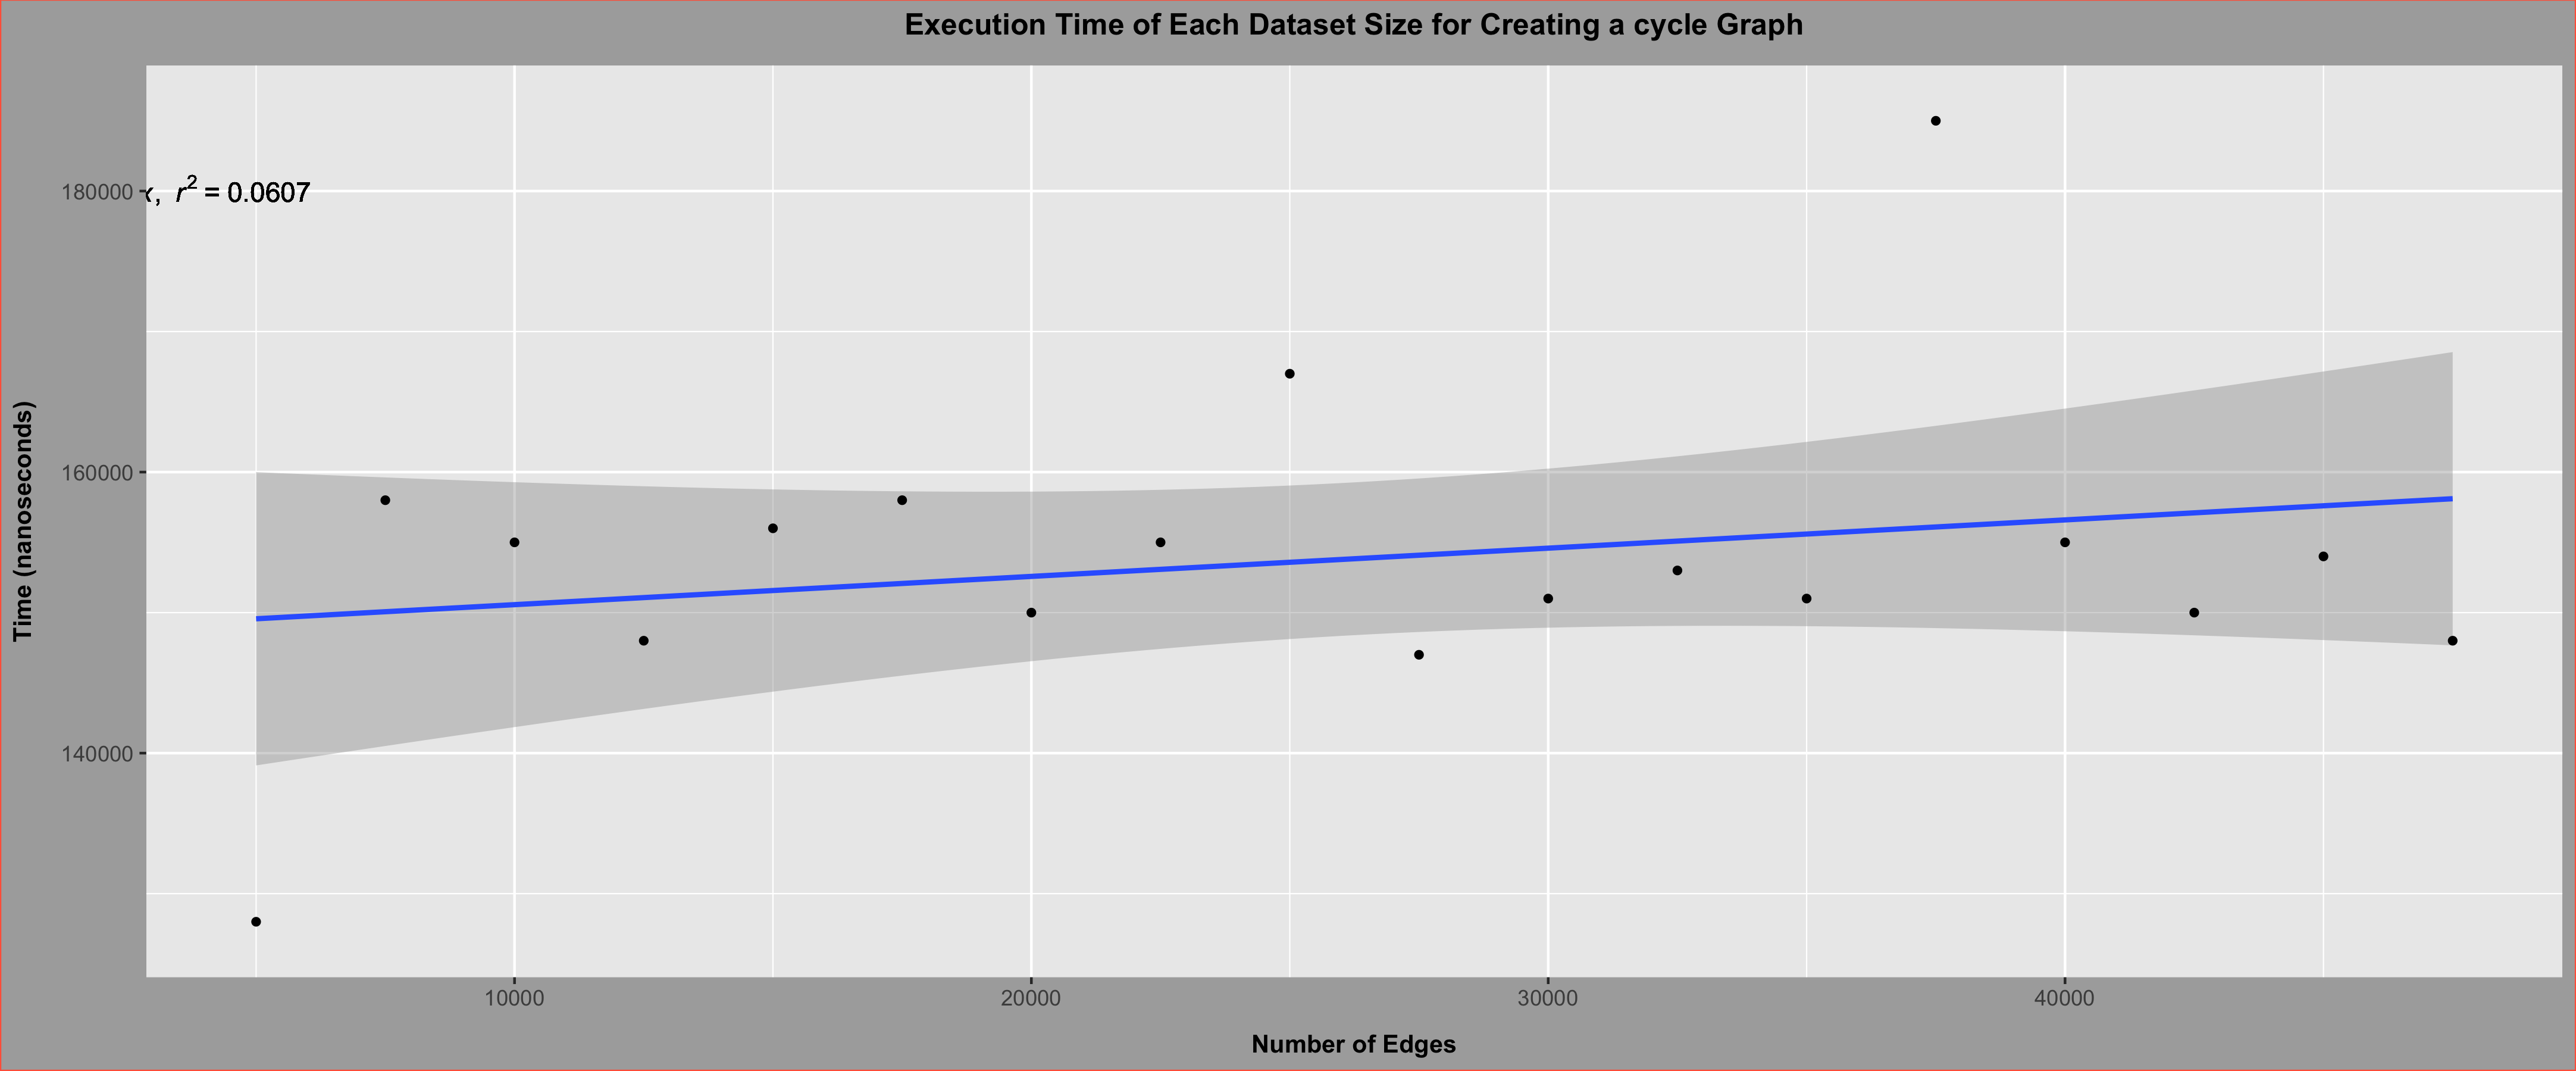 Execution Time of Each Dataset Size for Creating a cycle Graph
180000
x, r² = 0.0607
160000
140000
Time (nanoseconds)
10000 20000 30000 40000
Number of Edges